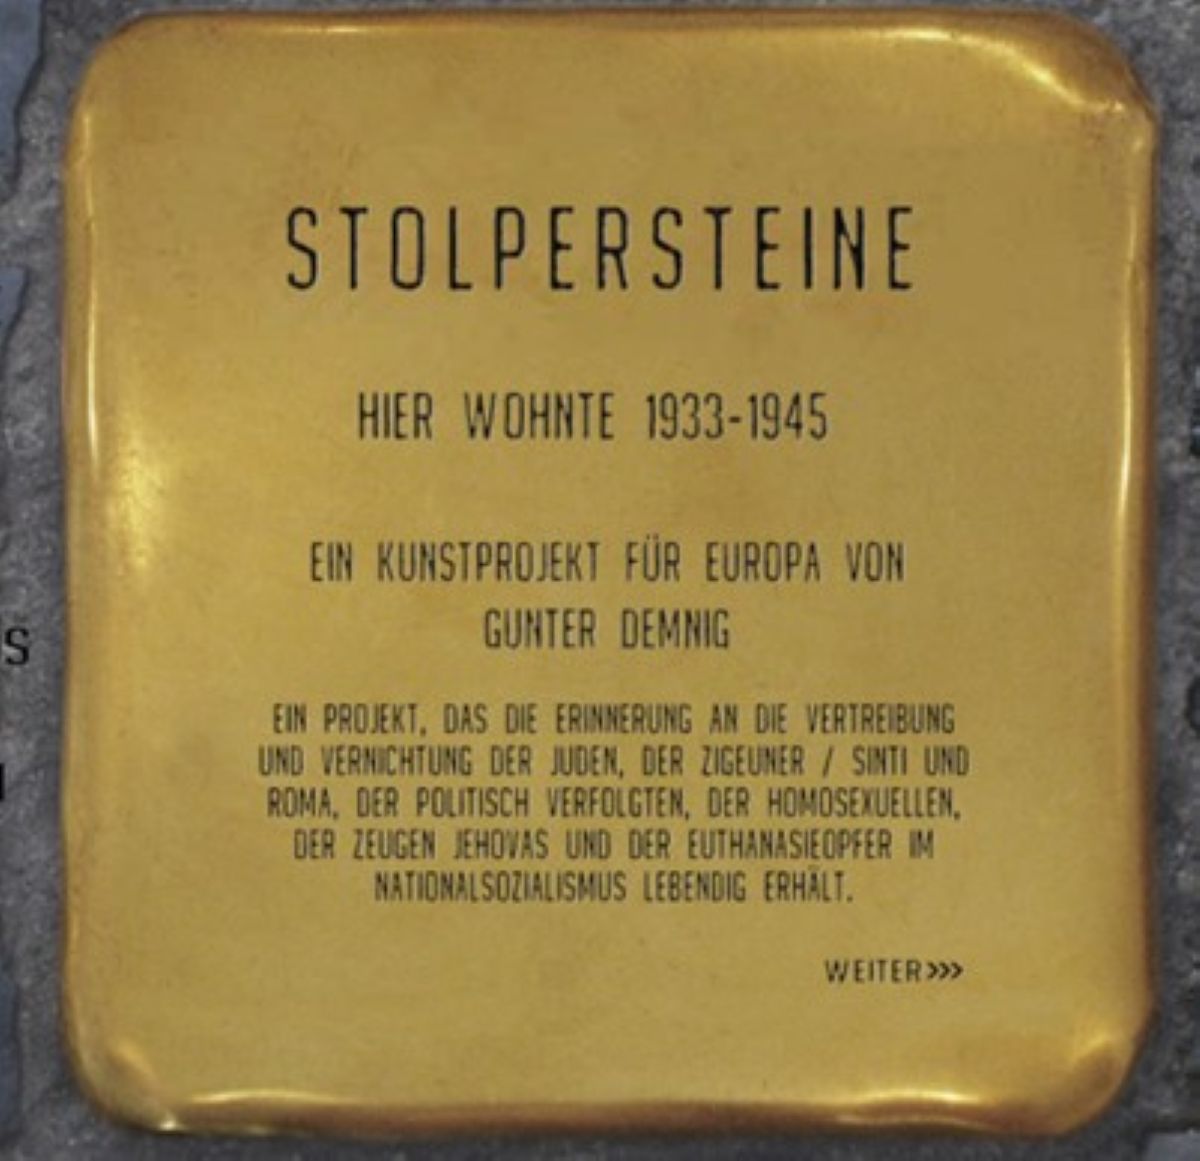 STOLPERSTEINE
HIER WOHNTE 1933-1945
EIN KUNSTPROJEKT FÜR EUROPA VON
GUNTER DEMNIG
EIN PROJEKT, DAS DIE ERINNERUNG AN DIE VERTREIBUNG
UND VERNICHTUNG DER JUDEN, DER ZIGEUNER / SINTI UND
ROMA, DER POLITISCH VERFOLGTEN, DER HOMOSEXUELLEN,
DER ZEUGEN JEHOVAS UND DER EUTHANASIEOPFER IM
NATIONALSOZIALISMUS LEBENDIG ERHÄLT.
WEITER>>>